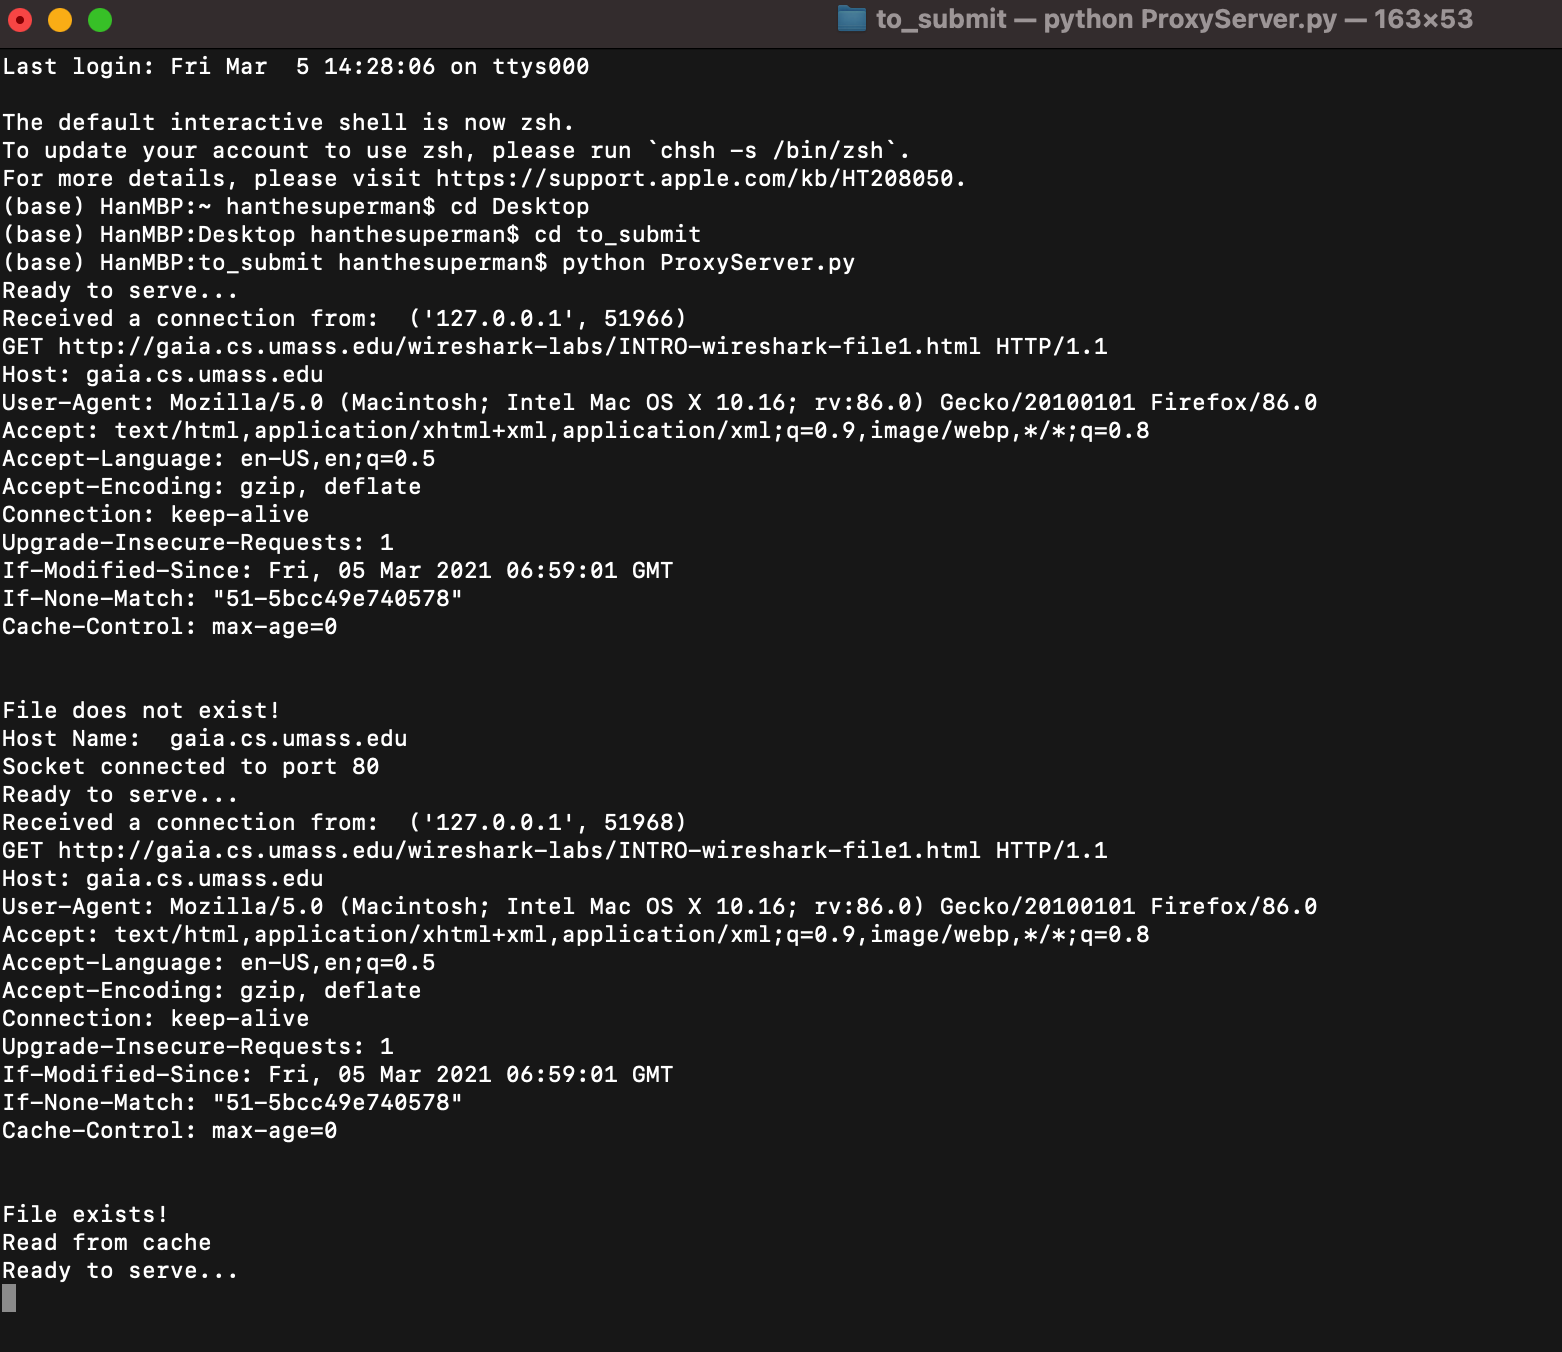 to_submit — python ProxyServer.py — 163×53
Last login: Fri Mar  5 14:28:06 on ttys000
The default interactive shell is now zsh.
To update your account to use zsh, please run `chsh -s /bin/zsh`.
For more details, please visit https://support.apple.com/kb/HT208050.
(base) HanMBP:~ hanthesuperman$ cd Desktop
(base) HanMBP:Desktop hanthesuperman$ cd to_submit
(base) HanMBP:to_submit hanthesuperman$ python ProxyServer.py
Ready to serve...
Received a connection from:  ('127.0.0.1', 51966)
GET http://gaia.cs.umass.edu/wireshark-labs/INTRO-wireshark-file1.html HTTP/1.1
Host: gaia.cs.umass.edu
User-Agent: Mozilla/5.0 (Macintosh; Intel Mac OS X 10.16; rv:86.0) Gecko/20100101 Firefox/86.0
Accept: text/html,application/xhtml+xml,application/xml;q=0.9,image/webp,*/*;q=0.8
Accept-Language: en-US,en;q=0.5
Accept-Encoding: gzip, deflate
Connection: keep-alive
Upgrade-Insecure-Requests: 1
If-Modified-Since: Fri, 05 Mar 2021 06:59:01 GMT
If-None-Match: "51-5bcc49e740578"
Cache-Control: max-age=0
File does not exist!
Host Name:  gaia.cs.umass.edu
Socket connected to port 80
Ready to serve...
Received a connection from:  ('127.0.0.1', 51968)
GET http://gaia.cs.umass.edu/wireshark-labs/INTRO-wireshark-file1.html HTTP/1.1
Host: gaia.cs.umass.edu
User-Agent: Mozilla/5.0 (Macintosh; Intel Mac OS X 10.16; rv:86.0) Gecko/20100101 Firefox/86.0
Accept: text/html,application/xhtml+xml,application/xml;q=0.9,image/webp,*/*;q=0.8
Accept-Language: en-US,en;q=0.5
Accept-Encoding: gzip, deflate
Connection: keep-alive
Upgrade-Insecure-Requests: 1
If-Modified-Since: Fri, 05 Mar 2021 06:59:01 GMT
If-None-Match: "51-5bcc49e740578"
Cache-Control: max-age=0
File exists!
Read from cache
Ready to serve...